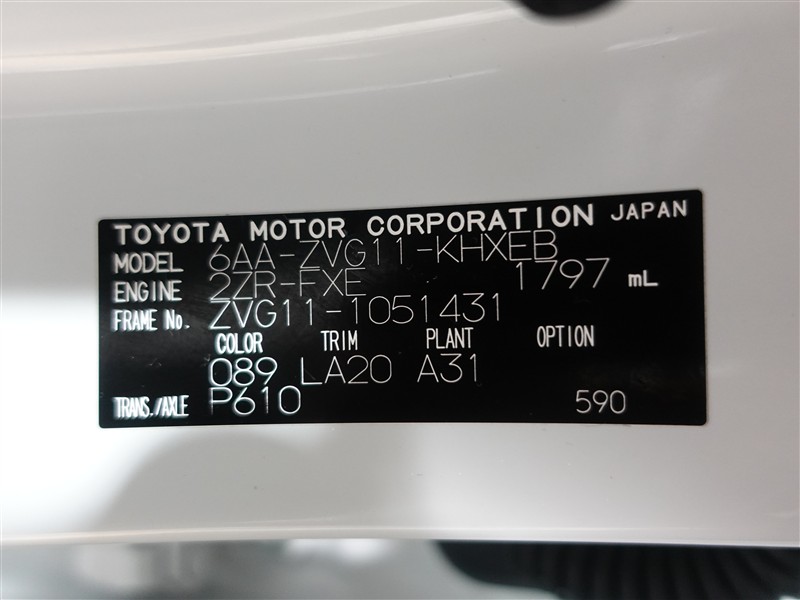 TOYOTA MOTOR CORPORATION JAPAN
MODEL 6AA-ZVG11-KHXEB
ENGINE 2ZR-FXE 1797 mL
FRAME No. ZVG11-1051431
COLOR TRIM PLANT OPTION
089 LA20 A31
TRANS./AXLE P610 590